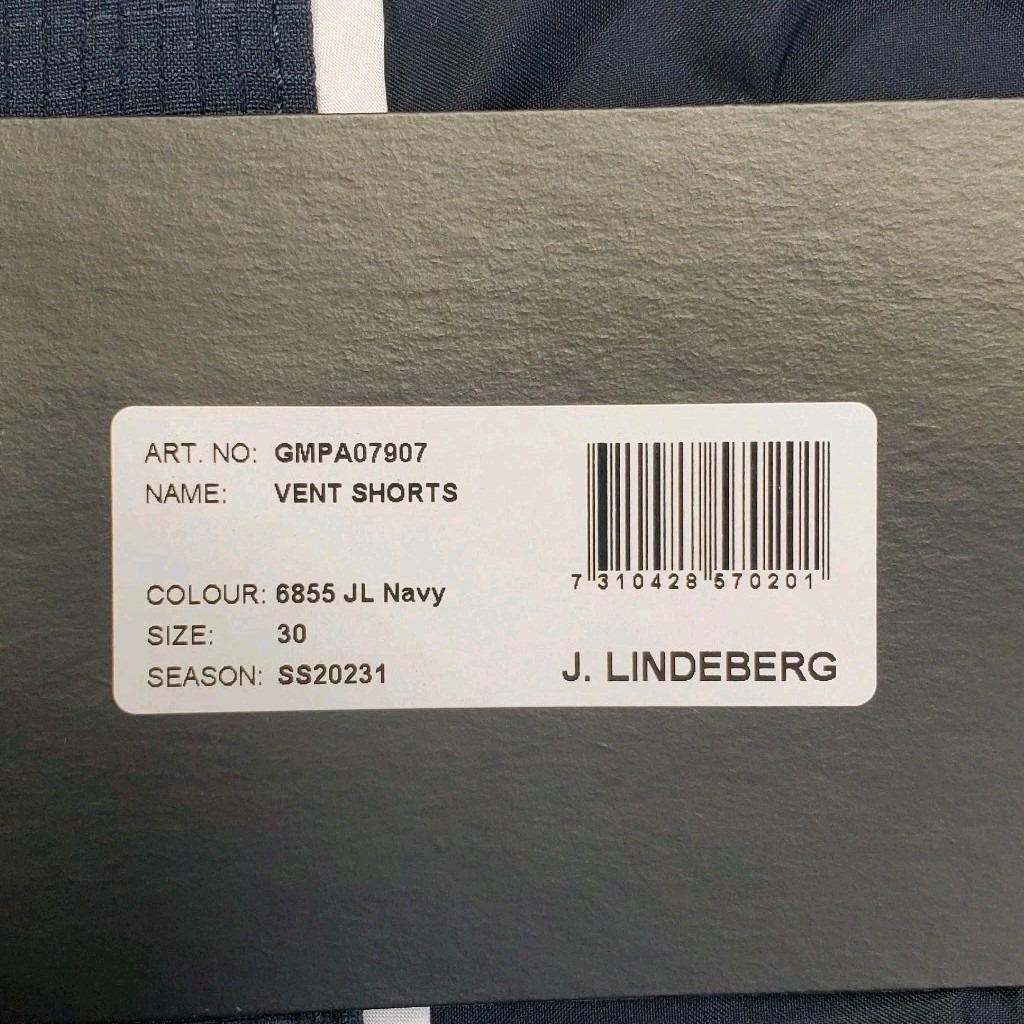 ART. NO: GMPA07907
NAME: VENT SHORTS
COLOUR: 6855 JL Navy
SIZE: 30
SEASON: SS20231
7 310428 570201
J. LINDEBERG